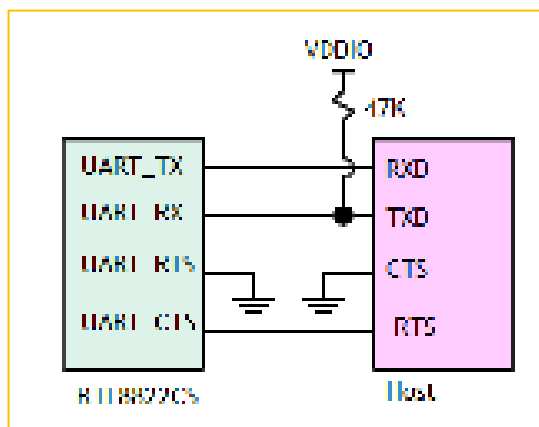 VDDIO
47K
UART_TX
RXD
UART_RX
TXD
UART_RTS
CTS
UART_CTS
RTS
RTL8822CS
Host